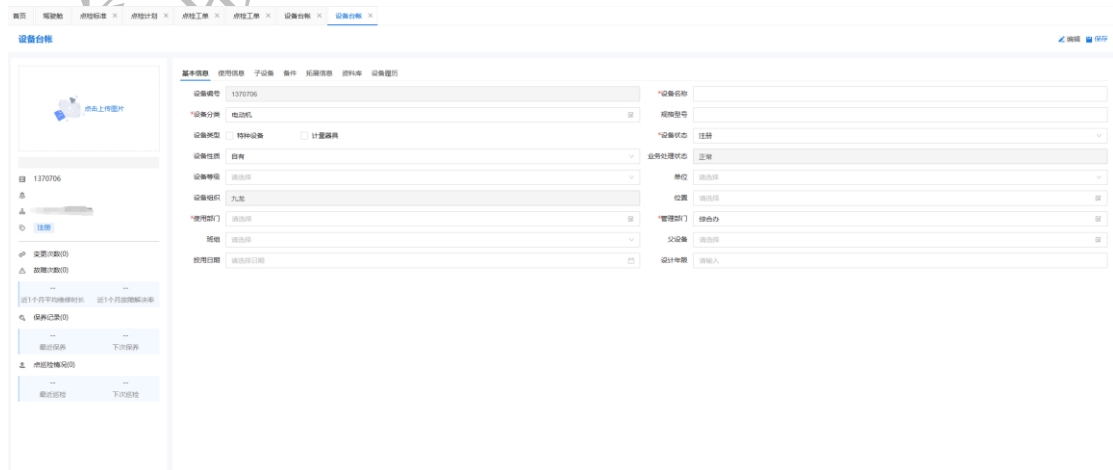 首页 驾驶舱 点检标准 × 点检计划 × 点检工单 × 点检工单 × 设备台帐 × 设备台帐 ×
设备台帐 编辑 保存
点击上传图片
1370706
注册
变更次数(0)
故障次数(0)
-- --
近1个月平均维修时长 近1个月故障解决率
保养记录(0)
-- --
最近保养 下次保养
点巡检情况(0)
-- --
最近巡检 下次巡检
基本信息 使用信息 子设备 备件 拓展信息 资料库 设备履历
设备编号 1370706 *设备名称
*设备分类 电动机 规格型号
设备类型 特种设备 计量器具 *设备状态 注册
设备性质 自有 业务处理状态 正常
设备等级 请选择 单位 请选择
设备组织 九龙 位置 请选择
*使用部门 请选择 *管理部门 综合办
班组 请选择 父设备 请选择
投用日期 请选择日期 设计年限 请输入